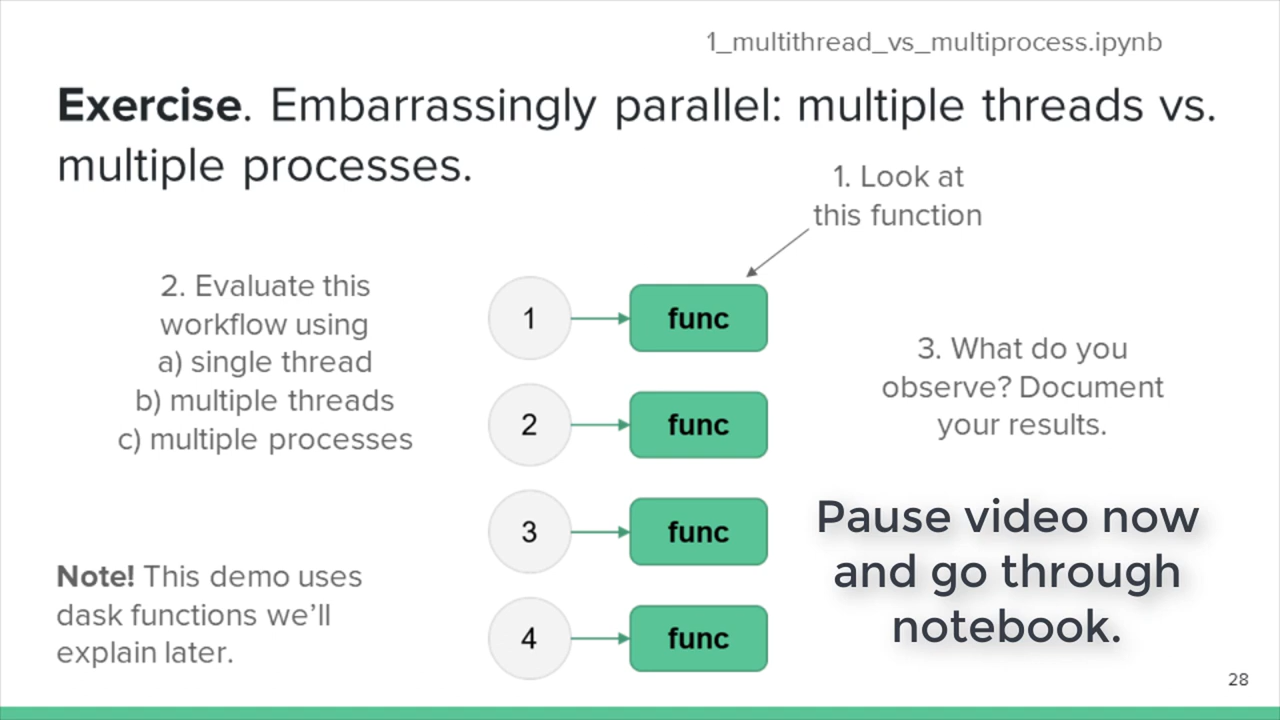 1_multithread_vs_multiprocess.ipynb
Exercise. Embarrassingly parallel: multiple threads vs.
multiple processes.
1. Look at
this function
2. Evaluate this
workflow using
a) single thread
b) multiple threads
c) multiple processes
1
func
2
func
3
func
4
func
3. What do you
observe? Document
your results.
Pause video now
and go through
notebook.
Note! This demo uses
dask functions we’ll
explain later.
28